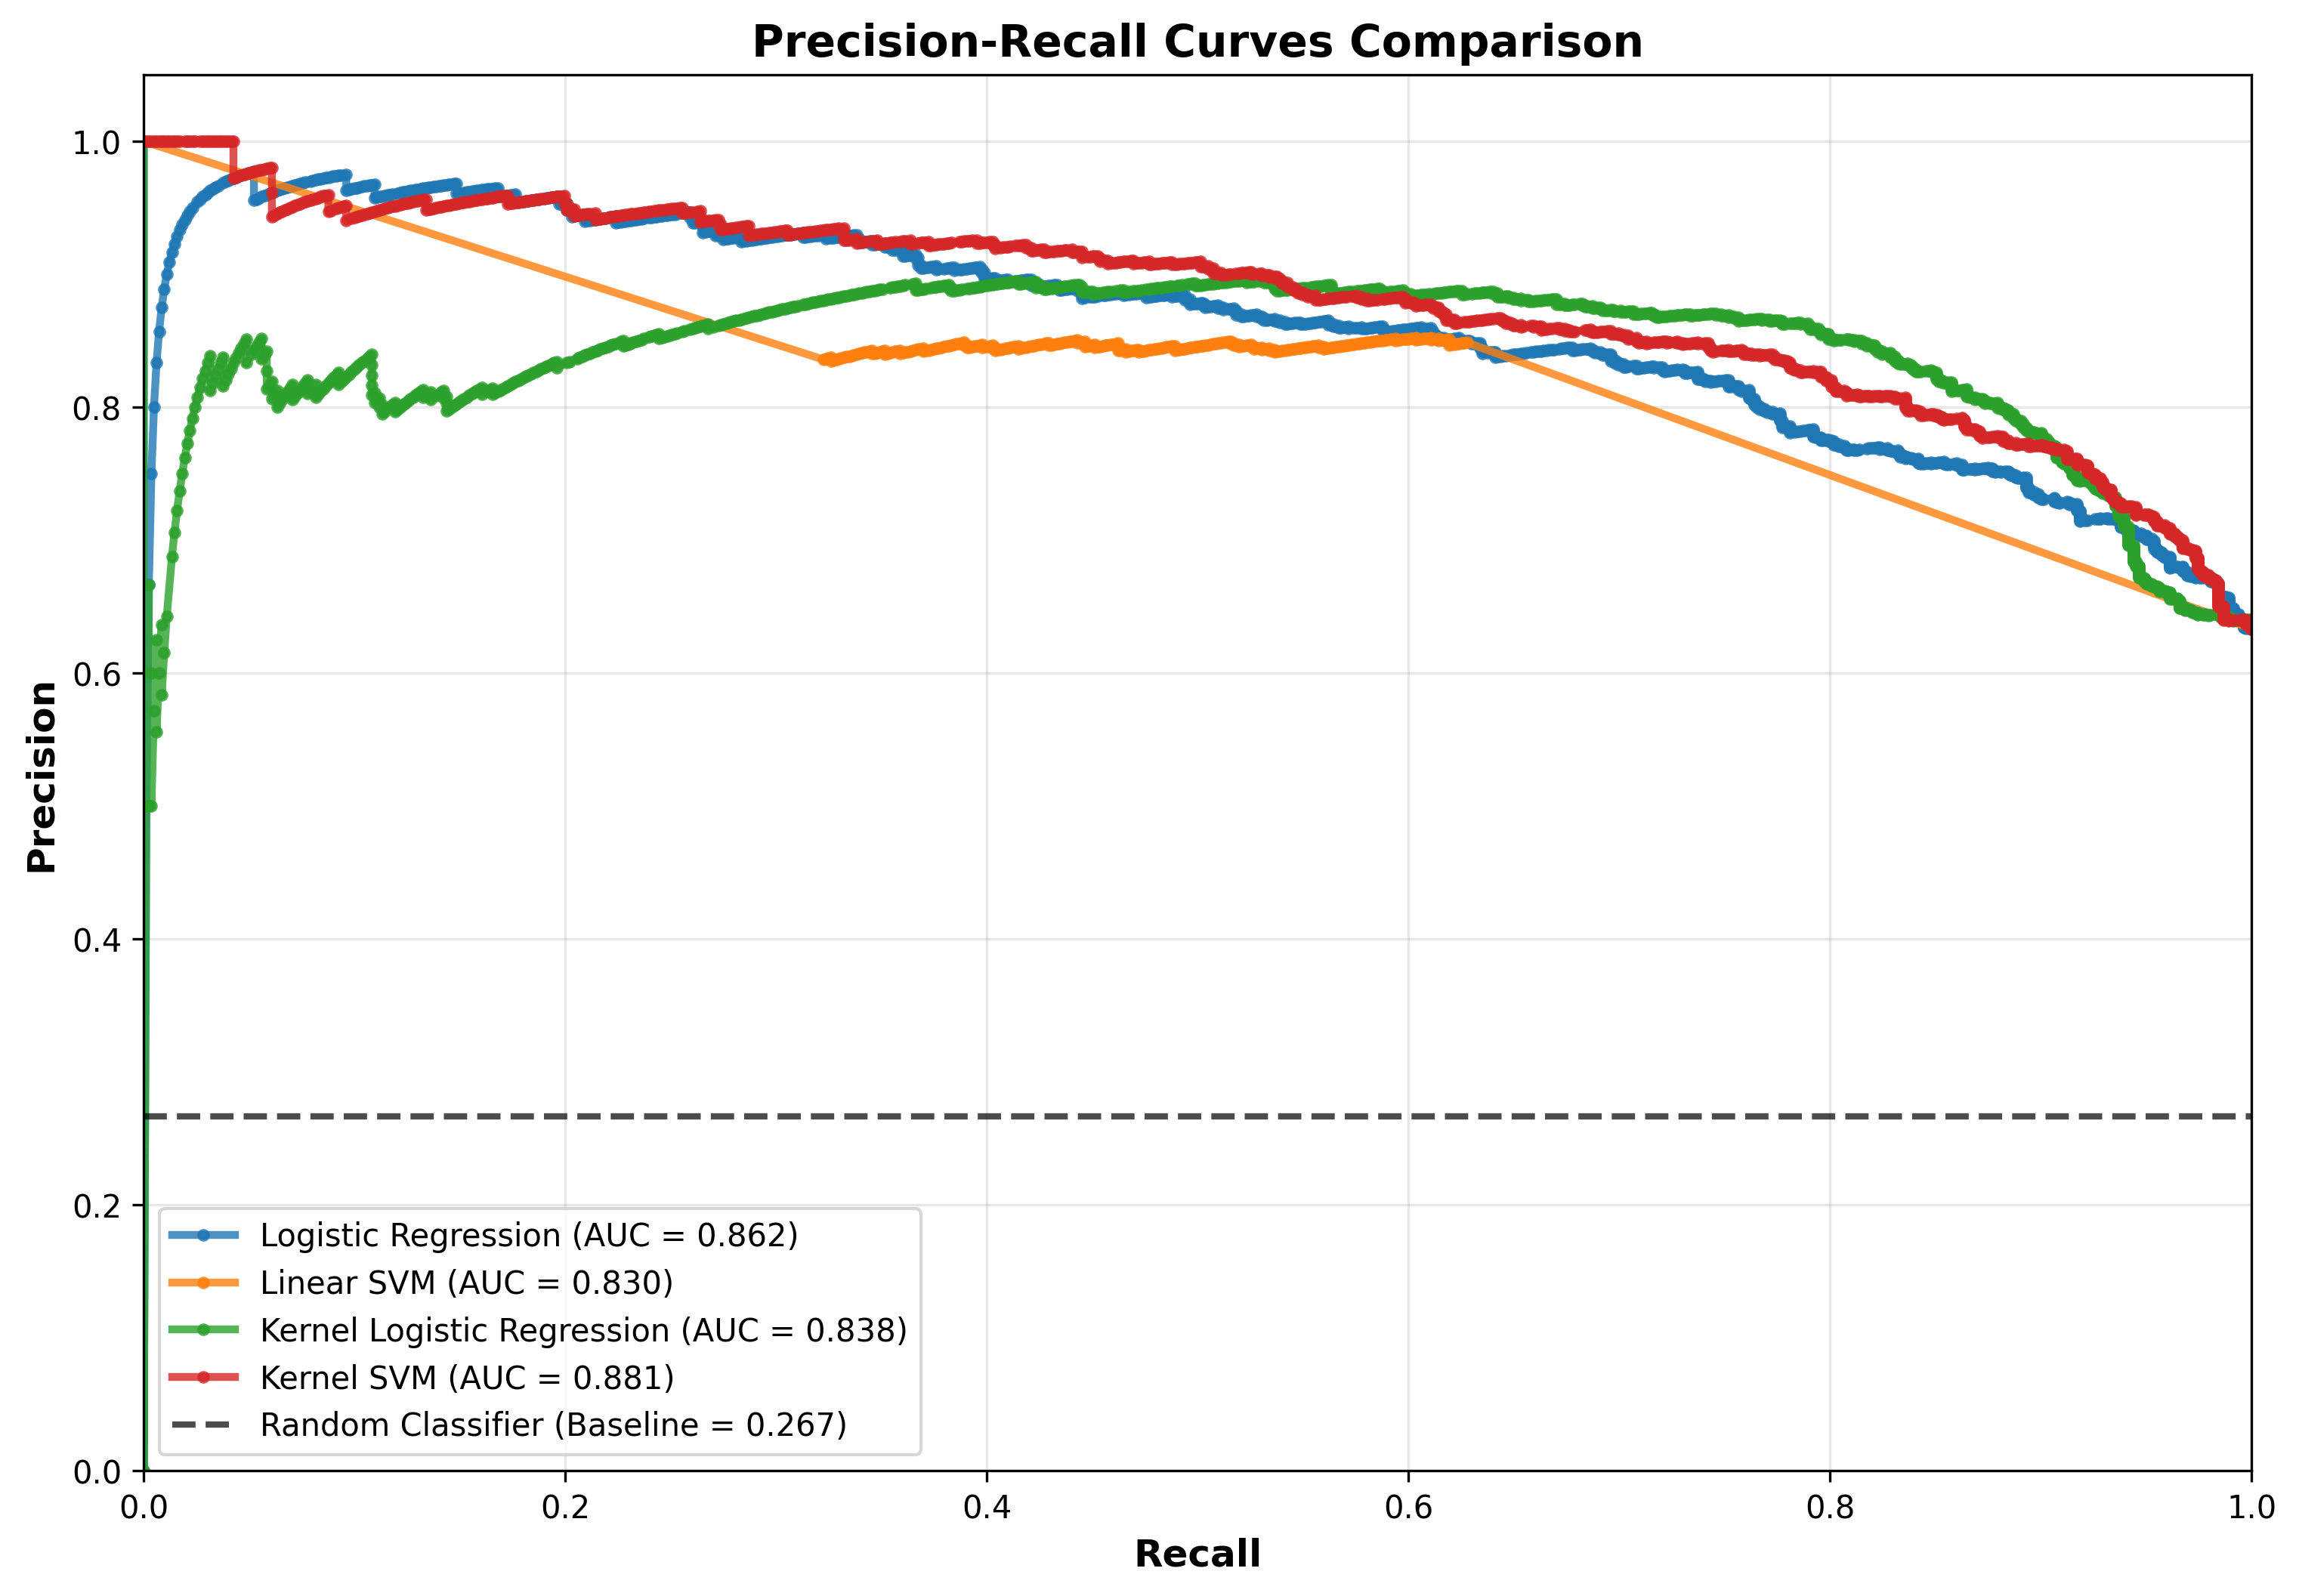 Precision-Recall Curves Comparison
Precision
1.0
0.8
0.6
0.4
0.2
0.0
Logistic Regression (AUC = 0.862)
Linear SVM (AUC = 0.830)
Kernel Logistic Regression (AUC = 0.838)
Kernel SVM (AUC = 0.881)
Random Classifier (Baseline = 0.267)
0.0 0.2 0.4 0.6 0.8 1.0
Recall